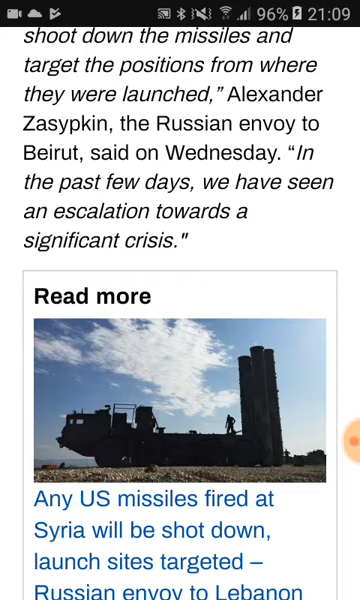 96% 21:09
shoot down the missiles and
target the positions from where
they were launched,” Alexander
Zasypkin, the Russian envoy to
Beirut, said on Wednesday. “In
the past few days, we have seen
an escalation towards a
significant crisis."
Read more
Any US missiles fired at
Syria will be shot down,
launch sites targeted –
Russian envoy to Lebanon